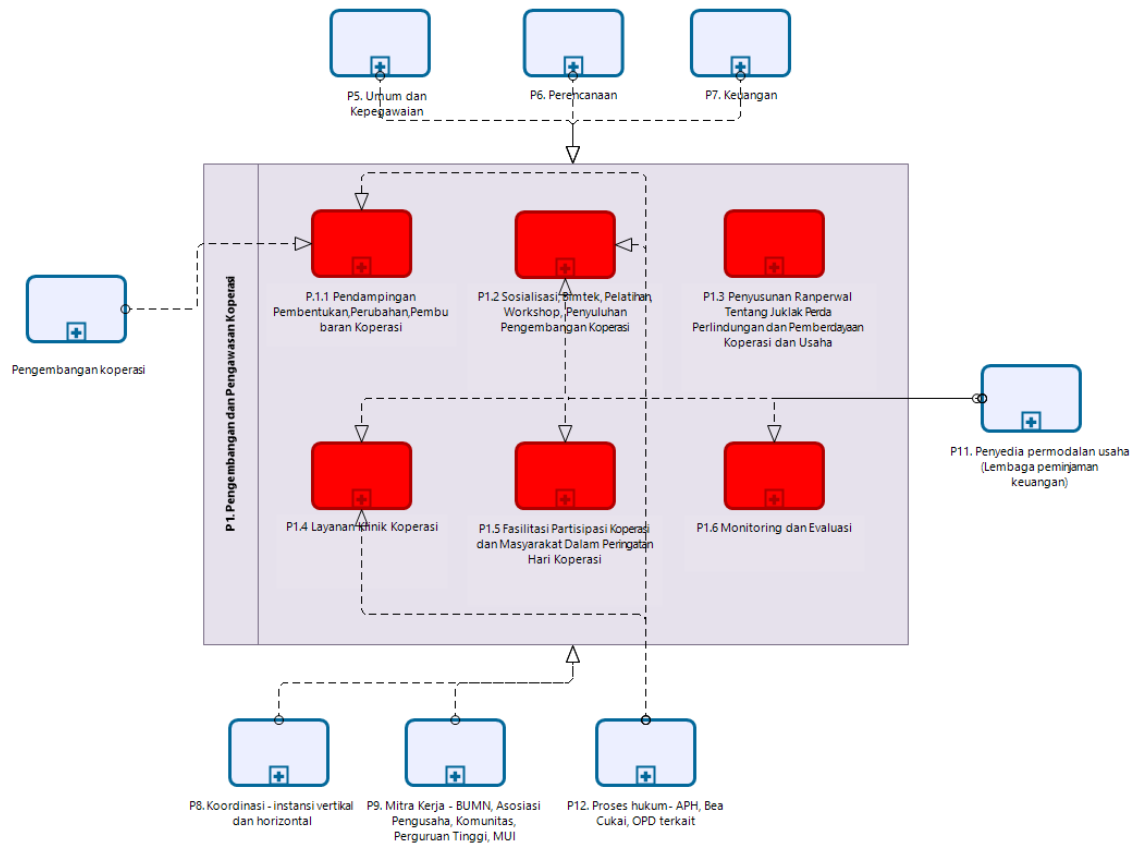 P5. Umum dan
Kepegawaian
P6. Perencanaan
P7. Keuangan
P1. Pengembangan dan Pengawasan Koperasi
P.1.1 Pendampingan
Pembentukan,Perubahan,Pembu
baran Koperasi
P1.2 Sosialisasi, Bimtek, Pelatihan,
Workshop, Penyuluhan
Pengembangan Koperasi
P1.3 Penyusunan Ranperwal
Tentang Juklak Perda
Perlindungan dan Pemberdayaan
Koperasi dan Usaha
Pengembangan koperasi
P11. Penyedia permodalan usaha
(Lembaga peminjaman
keuangan)
P1.4 Layanan Klinik Koperasi
P1.5 Fasilitasi Partisipasi Koperasi
dan Masyarakat Dalam Peringatan
Hari Koperasi
P1.6 Monitoring dan Evaluasi
P8. Koordinasi - instansi vertikal
dan horizontal
P9. Mitra Kerja - BUMN, Asosiasi
Pengusaha, Komunitas,
Perguruan Tinggi, MUI
P12. Proses hukum - APH, Bea
Cukai, OPD terkait